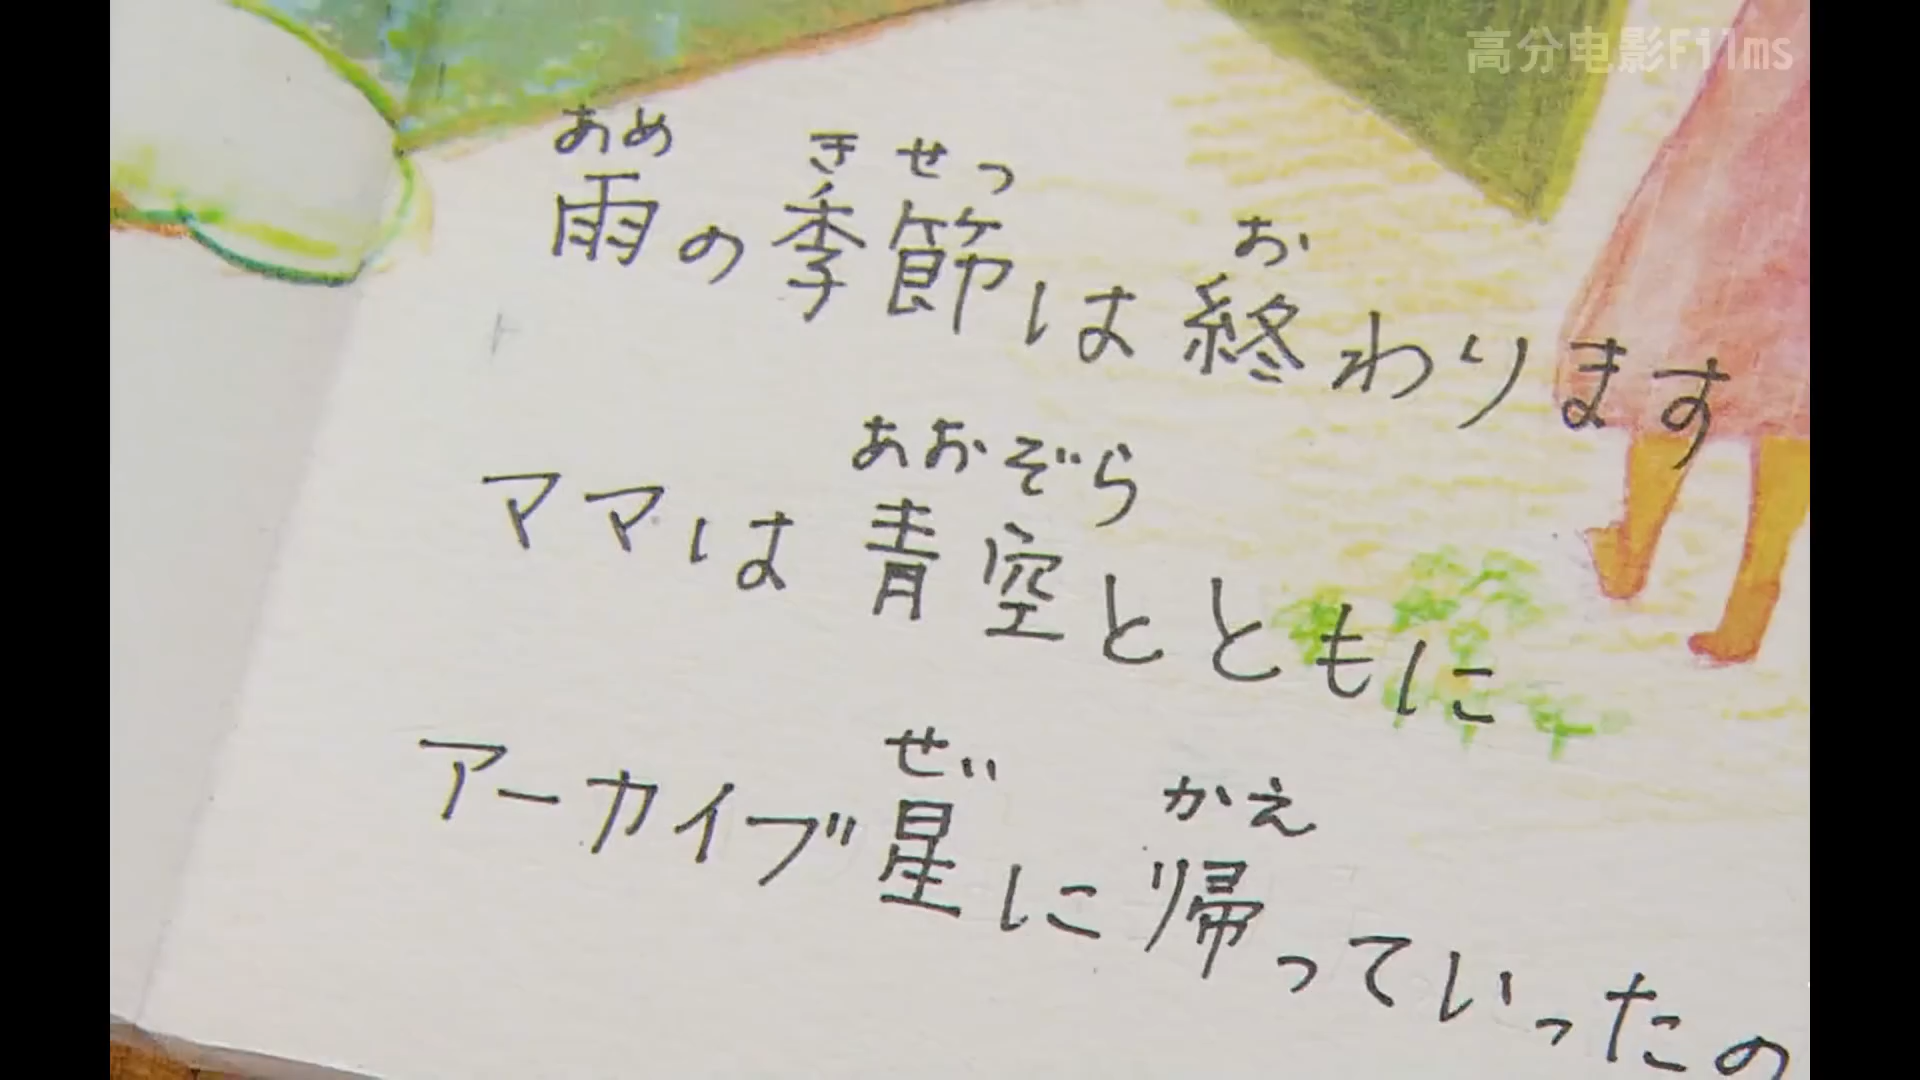 高分电影Films
あめ きせつ お
雨の季節は終わります
あおぞら
ママは青空とともに
せい かえ
アーカイブ星に帰っていったの